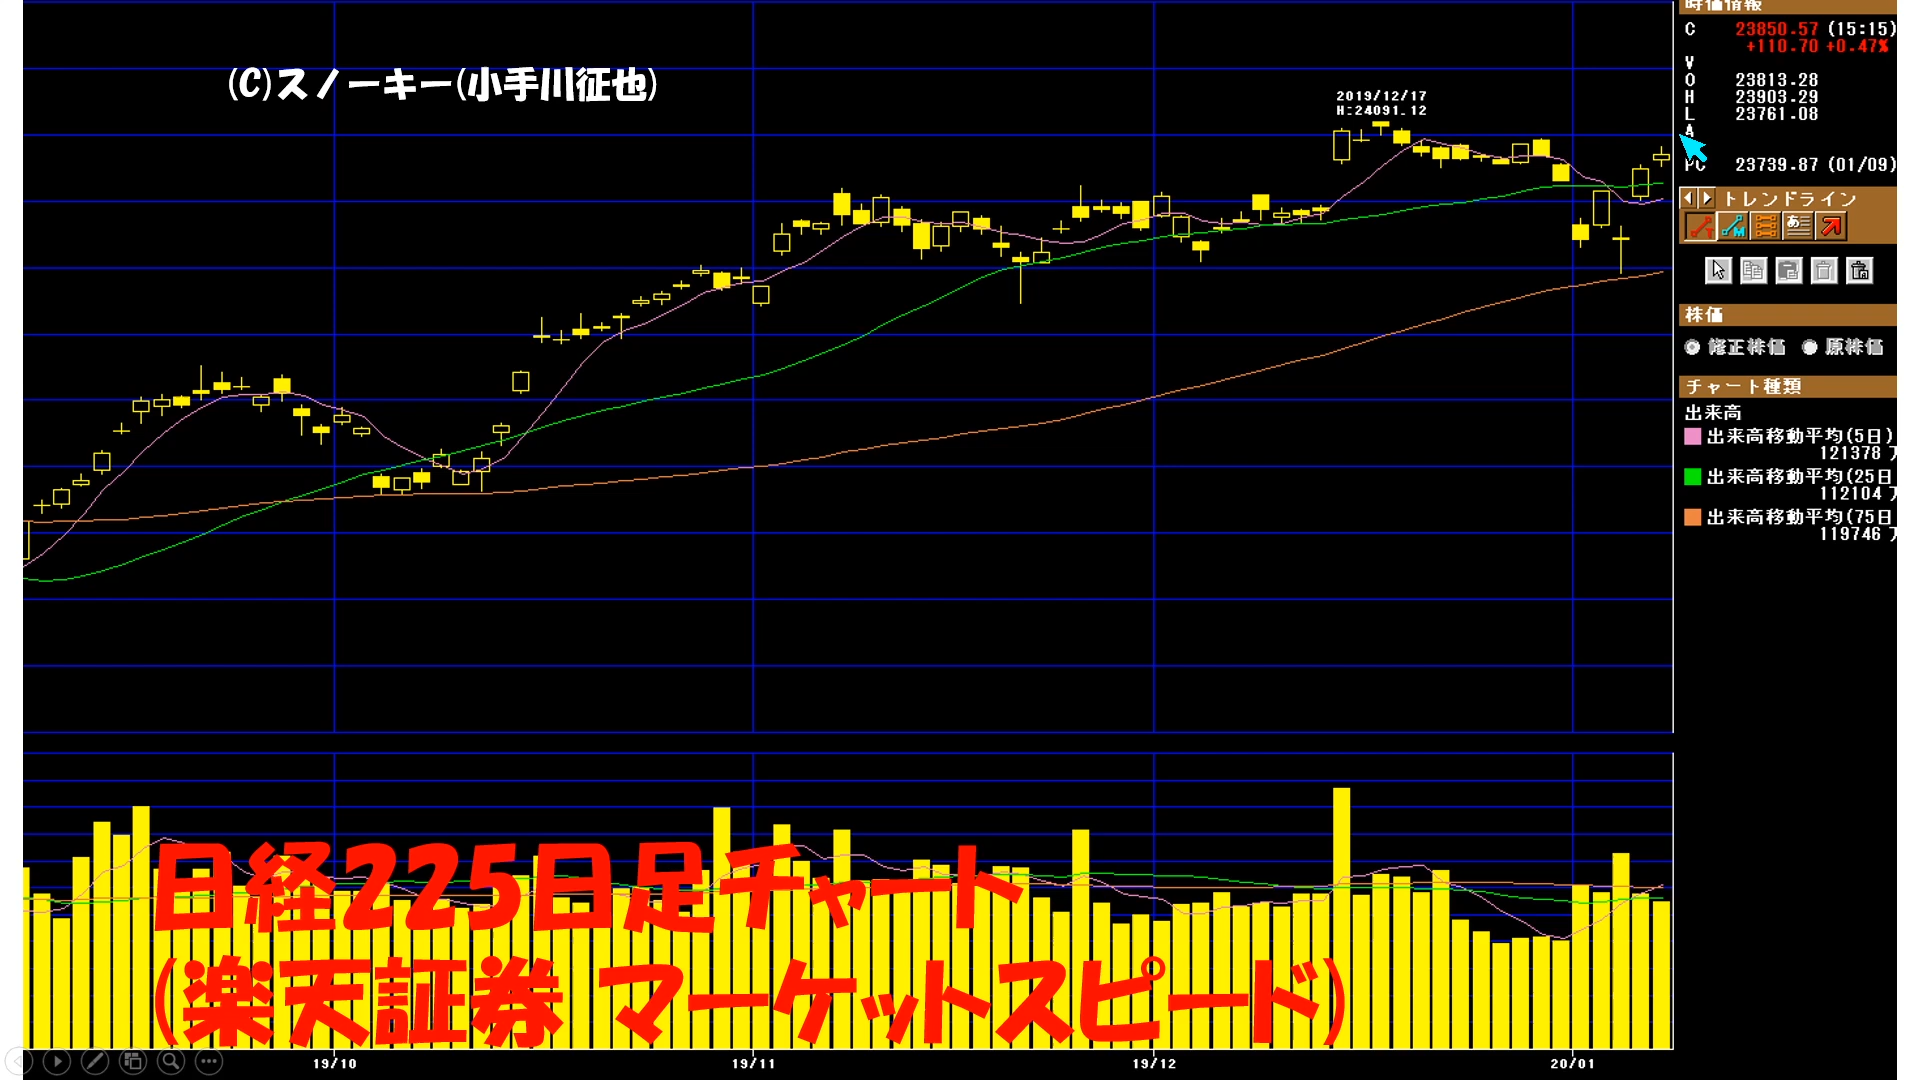 時価情報
C 23850.57 (15:15)
+110.70 +0.47%
V
O 23813.28
H 23903.29
L 23761.08
A
PC 23739.87 (01/09)
トレンドライン
T M あ
株価
修正株価 原株価
チャート種類
出来高
出来高移動平均(5日)
121378
出来高移動平均(25日
112104
出来高移動平均(75日
119746
(C)スノーキー(小手川征也)
2019/12/17
H:24091.12
日経225日足チャート
(楽天証券 マーケットスピード)
19/10 19/11 19/12 20/01